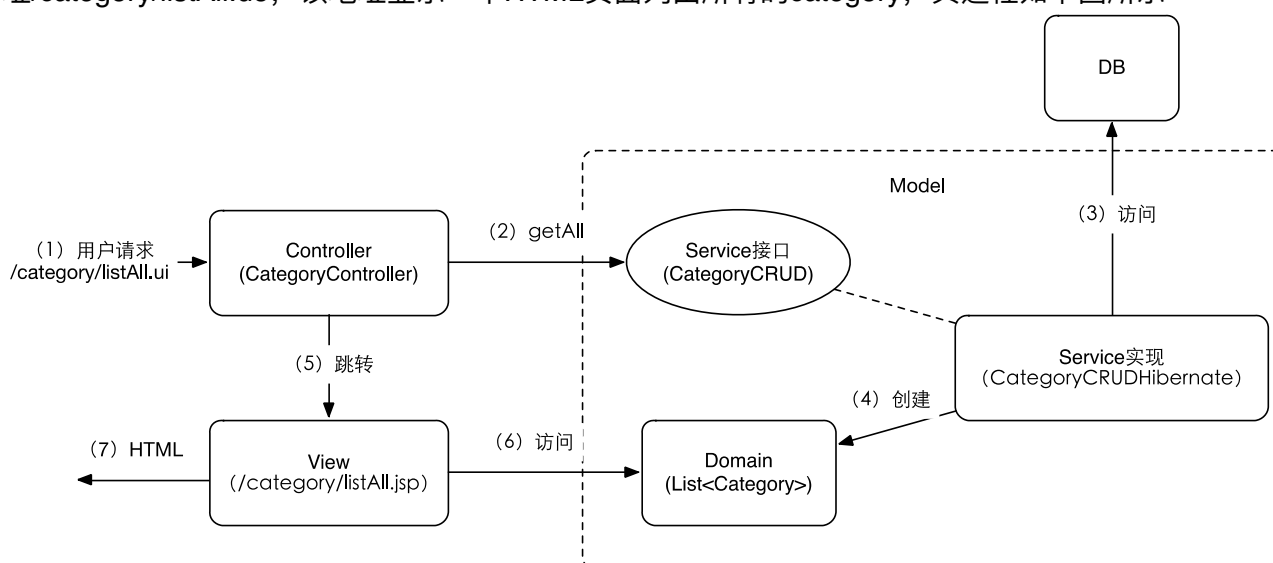 DB
Model
(3) 访问
(1) 用户请求
/category/listAll.ui
Controller
(CategoryController)
(2) getAll
Service接口
(CategoryCRUD)
(5) 跳转
Service实现
(CategoryCRUDHibernate)
(4) 创建
(7) HTML
View
(/category/listAll.jsp)
(6) 访问
Domain
(List<Category>)